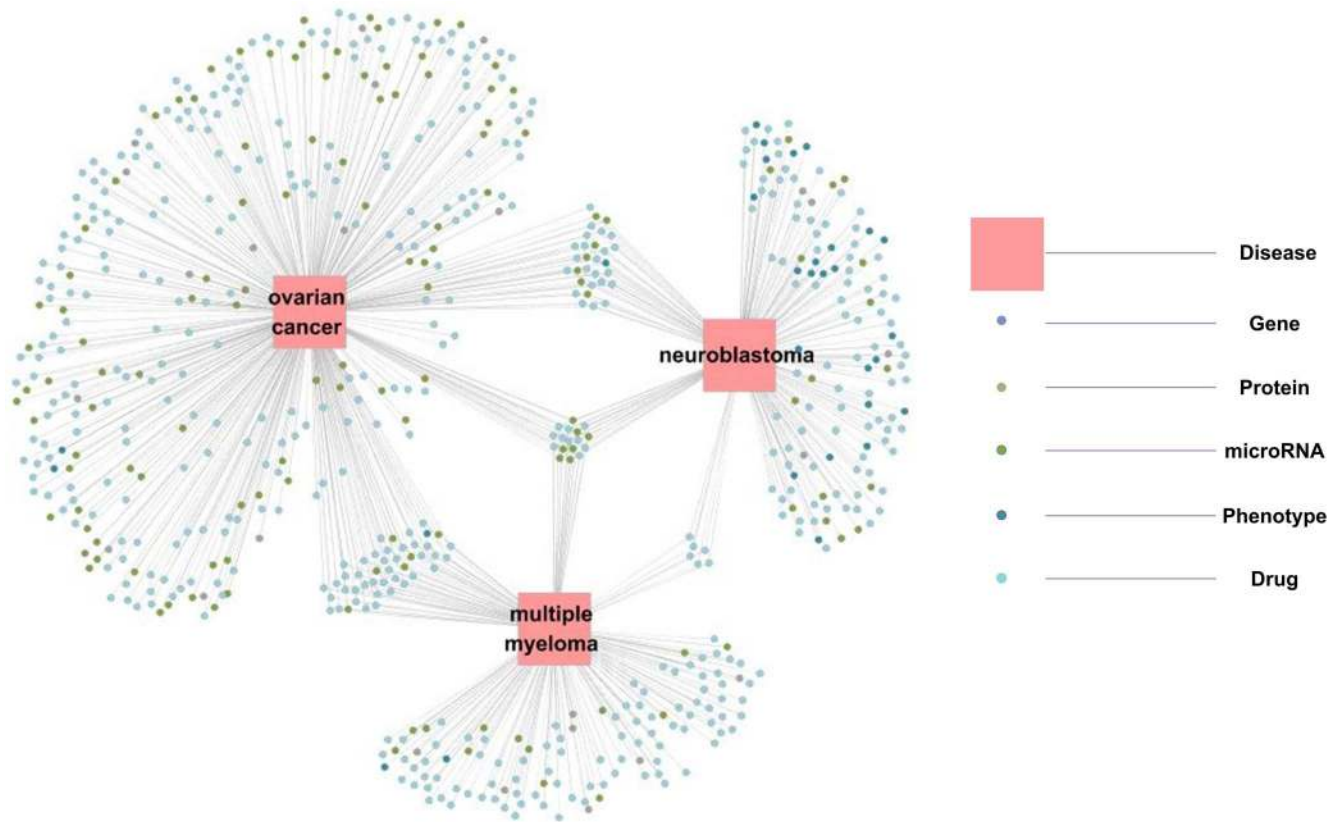 ovarian
cancer
neuroblastoma
multiple
myeloma
Disease
Gene
Protein
microRNA
Phenotype
Drug